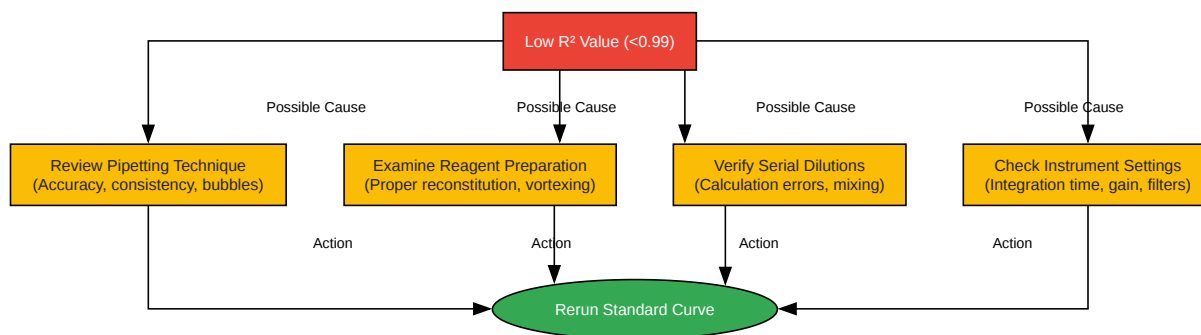 Low R² Value (<0.99)
Possible Cause
Possible Cause
Possible Cause
Possible Cause
Review Pipetting Technique
(Accuracy, consistency, bubbles)
Examine Reagent Preparation
(Proper reconstitution, vortexing)
Verify Serial Dilutions
(Calculation errors, mixing)
Check Instrument Settings
(Integration time, gain, filters)
Action
Action
Action
Action
Rerun Standard Curve